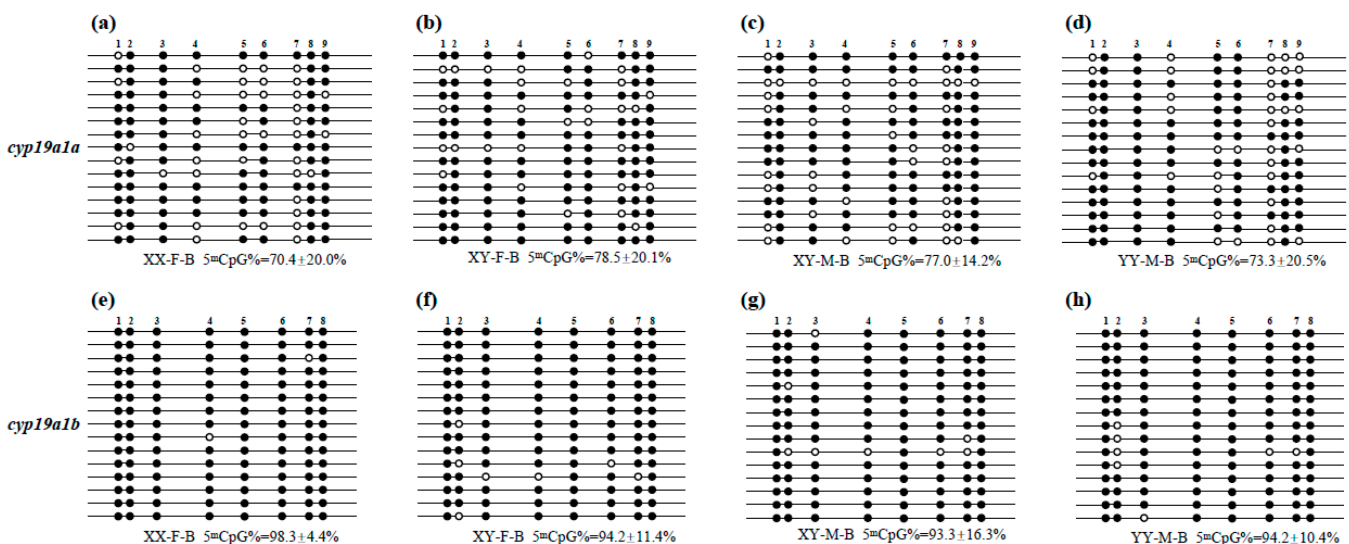 (a) (b) (c) (d)
1 2 3 4 5 6 7 8 9
1 2 3 4 5 6 7 8 9
1 2 3 4 5 6 7 8 9
1 2 3 4 5 6 7 8 9
cyp19a1a
XX-F-B 5ᵐCpG%=70.4±20.0%
XY-F-B 5ᵐCpG%=78.5±20.1%
XY-M-B 5ᵐCpG%=77.0±14.2%
YY-M-B 5ᵐCpG%=73.3±20.5%
(e) (f) (g) (h)
1 2 3 4 5 6 7 8
1 2 3 4 5 6 7 8
1 2 3 4 5 6 7 8
1 2 3 4 5 6 7 8
cyp19a1b
XX-F-B 5ᵐCpG%=98.3±4.4%
XY-F-B 5ᵐCpG%=94.2±11.4%
XY-M-B 5ᵐCpG%=93.3±16.3%
YY-M-B 5ᵐCpG%=94.2±10.4%